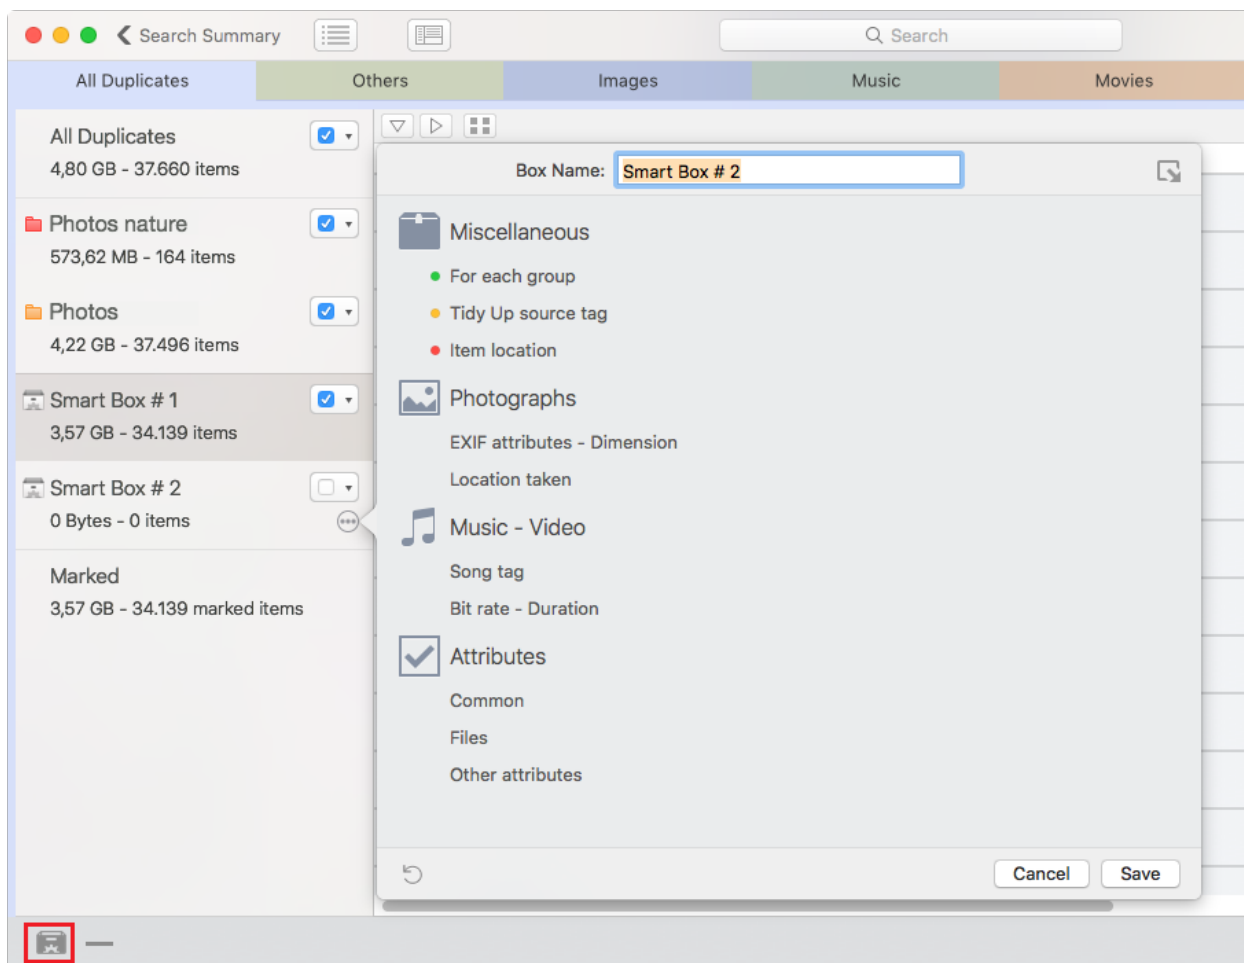 Search Summary
Search
All Duplicates
Others
Images
Music
Movies
All Duplicates
4,80 GB - 37.660 items
Photos nature
573,62 MB - 164 items
Photos
4,22 GB - 37.496 items
Smart Box # 1
3,57 GB - 34.139 items
Smart Box # 2
0 Bytes - 0 items
Marked
3,57 GB - 34.139 marked items
Box Name: Smart Box # 2
Miscellaneous
For each group
Tidy Up source tag
Item location
Photographs
EXIF attributes - Dimension
Location taken
Music - Video
Song tag
Bit rate - Duration
Attributes
Common
Files
Other attributes
Cancel
Save